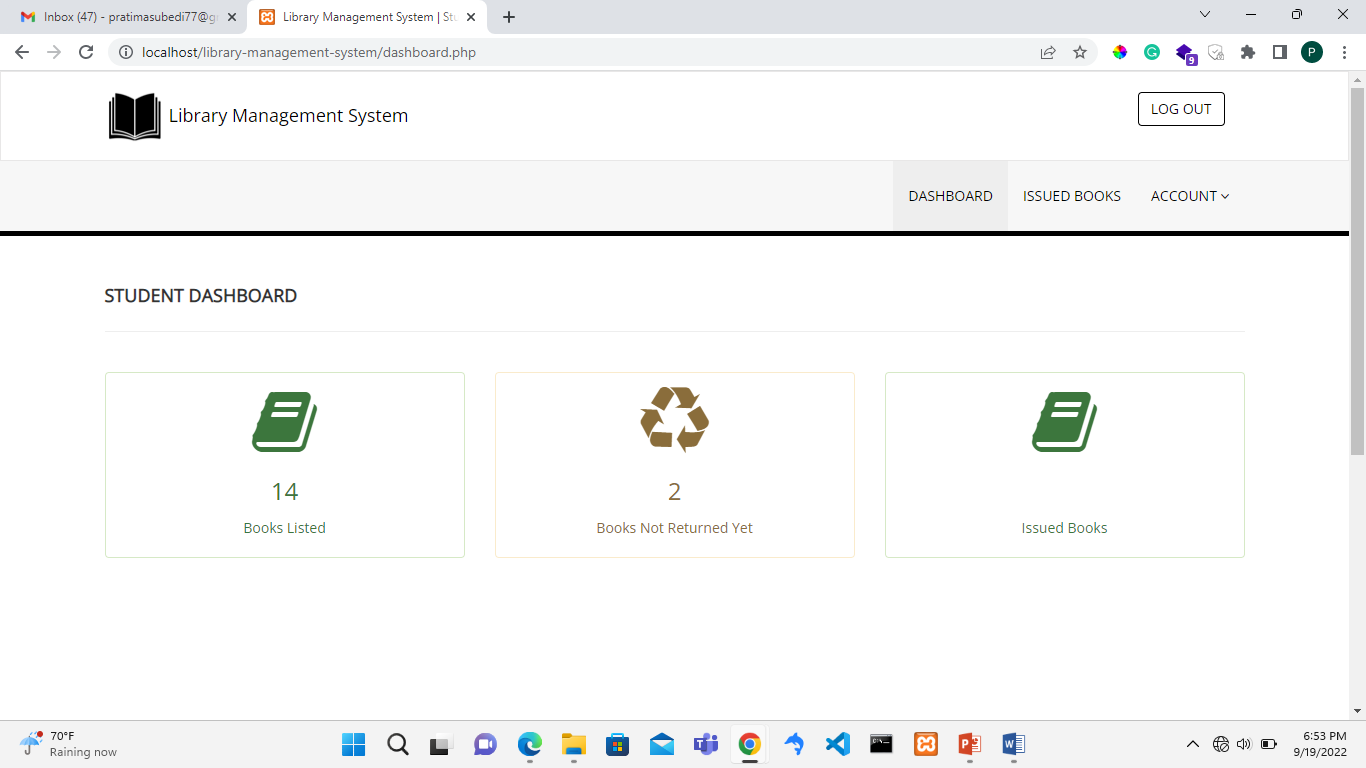 Inbox (47) - pratimasubedi77@g
Library Management System | Stu
localhost/library-management-system/dashboard.php
9
P
Library Management System
LOG OUT
DASHBOARD ISSUED BOOKS ACCOUNT
STUDENT DASHBOARD
14
Books Listed
2
Books Not Returned Yet
Issued Books
70°F
Raining now
6:53 PM
9/19/2022